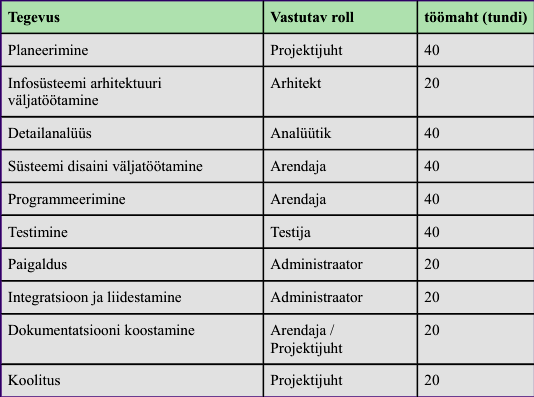 Tegevus Vastutav roll töömaht (tundi)
Planeerimine Projektijuht 40
Infosüsteemi arhitektuuri Arhitekt 20
väljatöötamine
Detailanalüüs Analüütik 40
Süsteemi disaini väljatöötamine Arendaja 40
Programmeerimine Arendaja 40
Testimine Testija 40
Paigaldus Administraator 20
Integratsioon ja liidestamine Administraator 20
Dokumentatsiooni koostamine Arendaja / 20
Projektijuht
Koolitus Projektijuht 20